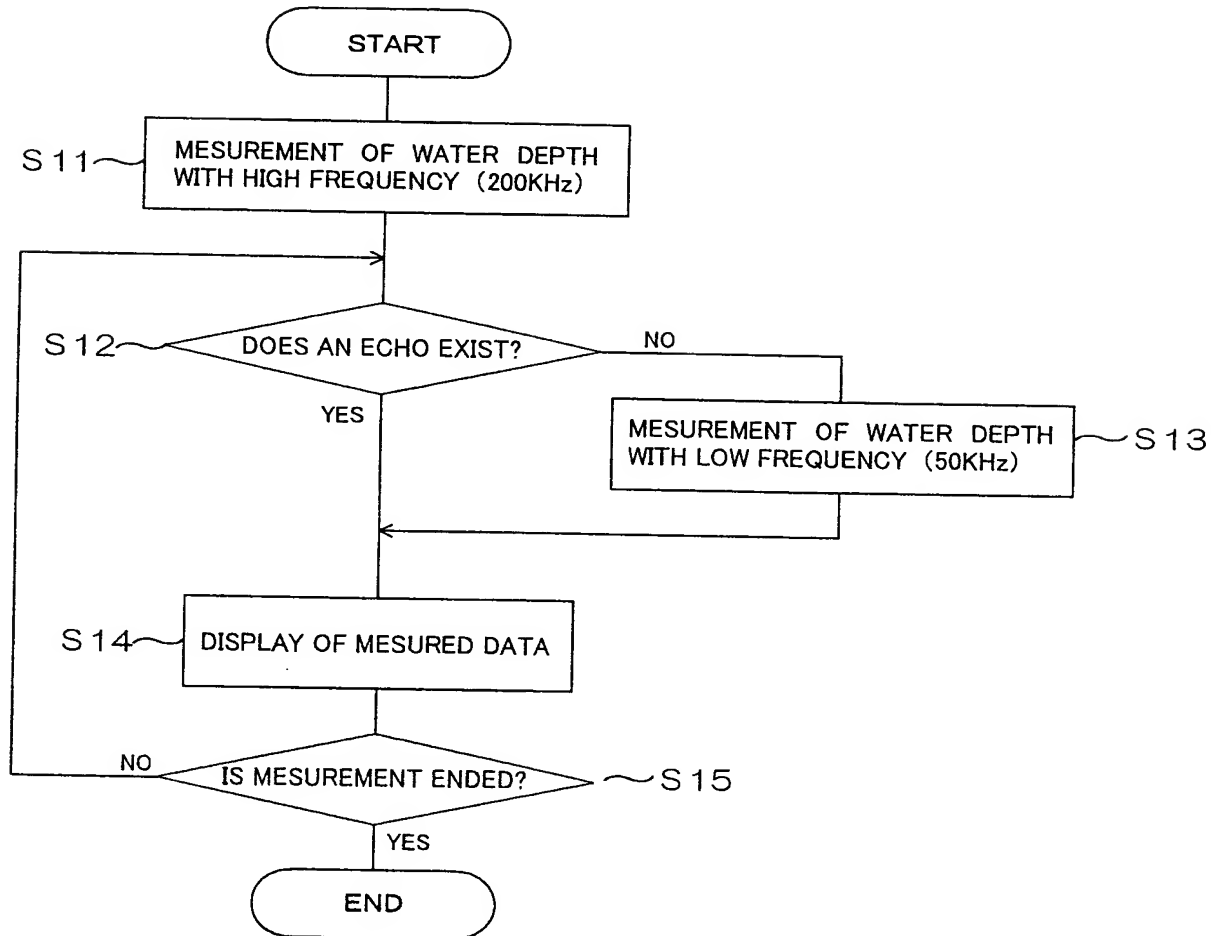 START
S11
MESUREMENT OF WATER DEPTH
WITH HIGH FREQUENCY (200KHz)
S12
DOES AN ECHO EXIST?
NO
YES
MESUREMENT OF WATER DEPTH
WITH LOW FREQUENCY (50KHz)
S13
S14
DISPLAY OF MESURED DATA
NO
IS MESUREMENT ENDED?
S15
YES
END